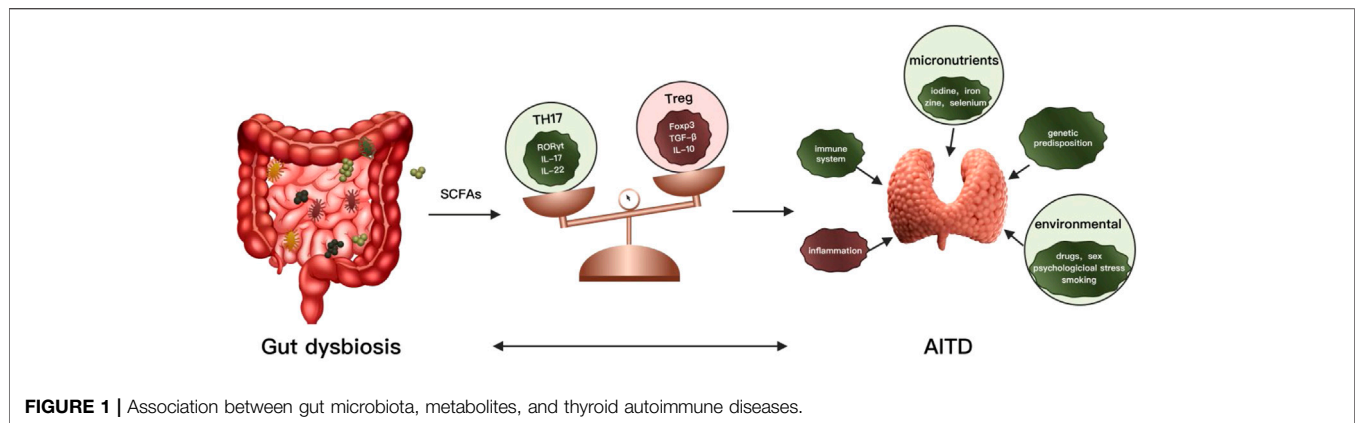 micronutrients
iodine, iron
zine, selenium
TH17
RORγt
IL-17
IL-22
Treg
Foxp3
TGF-β
IL-10
immune
system
genetic
predisposition
SCFAs
inflammation
environmental
drugs, sex
psychologicioal stress
smoking
Gut dysbiosis
AITD
FIGURE 1 | Association between gut microbiota, metabolites, and thyroid autoimmune diseases.